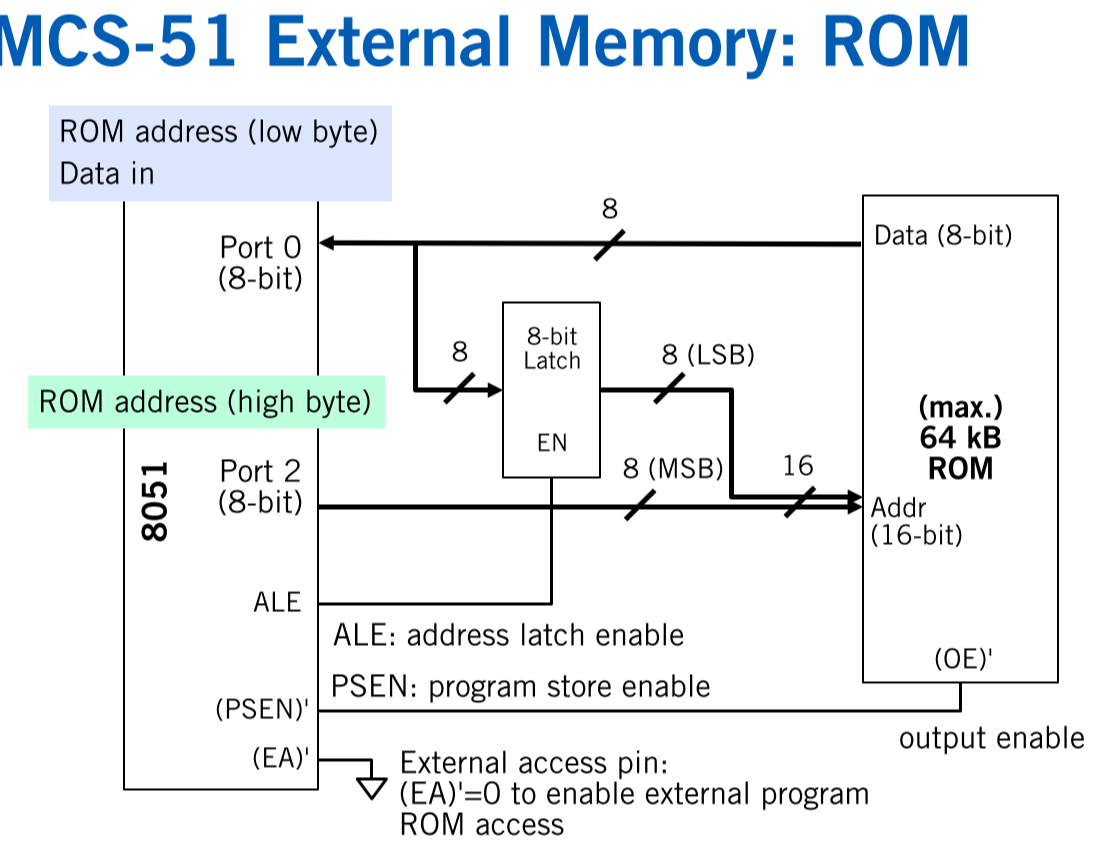 MCS-51 External Memory: ROM
ROM address (low byte)
Data in
8
Port 0
(8-bit)
Data (8-bit)
8-bit
Latch
8
8 (LSB)
ROM address (high byte)
(max.)
64 kB
ROM
EN
8051
Port 2
(8-bit)
8 (MSB)
16
Addr
(16-bit)
ALE
ALE: address latch enable
(OE)'
PSEN: program store enable
(PSEN)'
output enable
(EA)'
External access pin:
(EA)'=0 to enable external program
ROM access